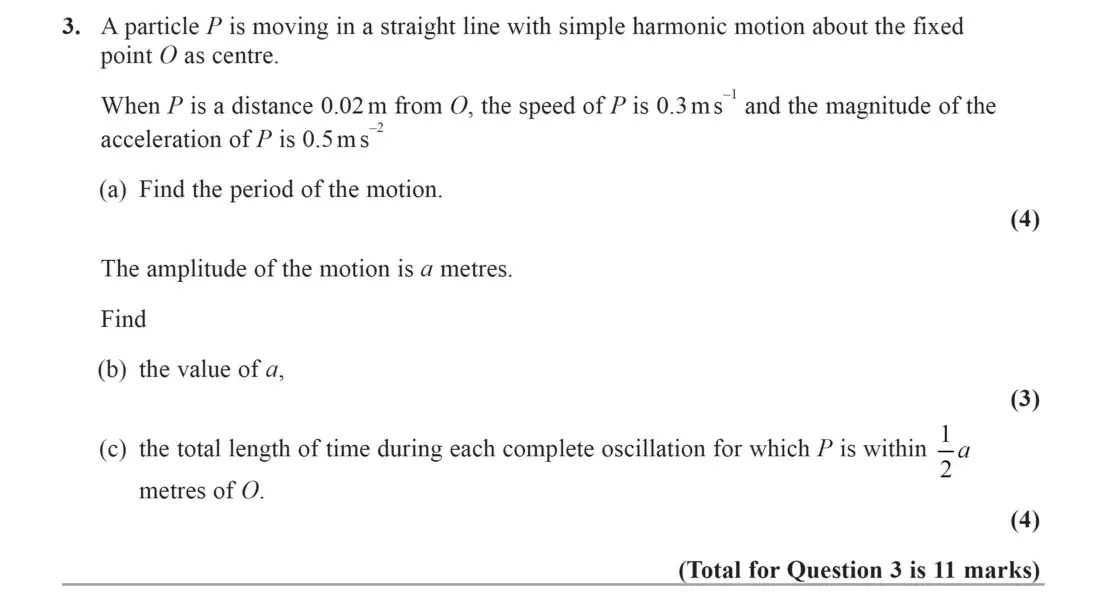 3. A particle P is moving in a straight line with simple harmonic motion about the fixed
point O as centre.
When P is a distance 0.02 m from O, the speed of P is 0.3 m s⁻¹ and the magnitude of the
acceleration of P is 0.5 m s⁻²
(a) Find the period of the motion.
(4)
The amplitude of the motion is a metres.
Find
(b) the value of a,
(3)
(c) the total length of time during each complete oscillation for which P is within 1/2 a
metres of O.
(4)
(Total for Question 3 is 11 marks)